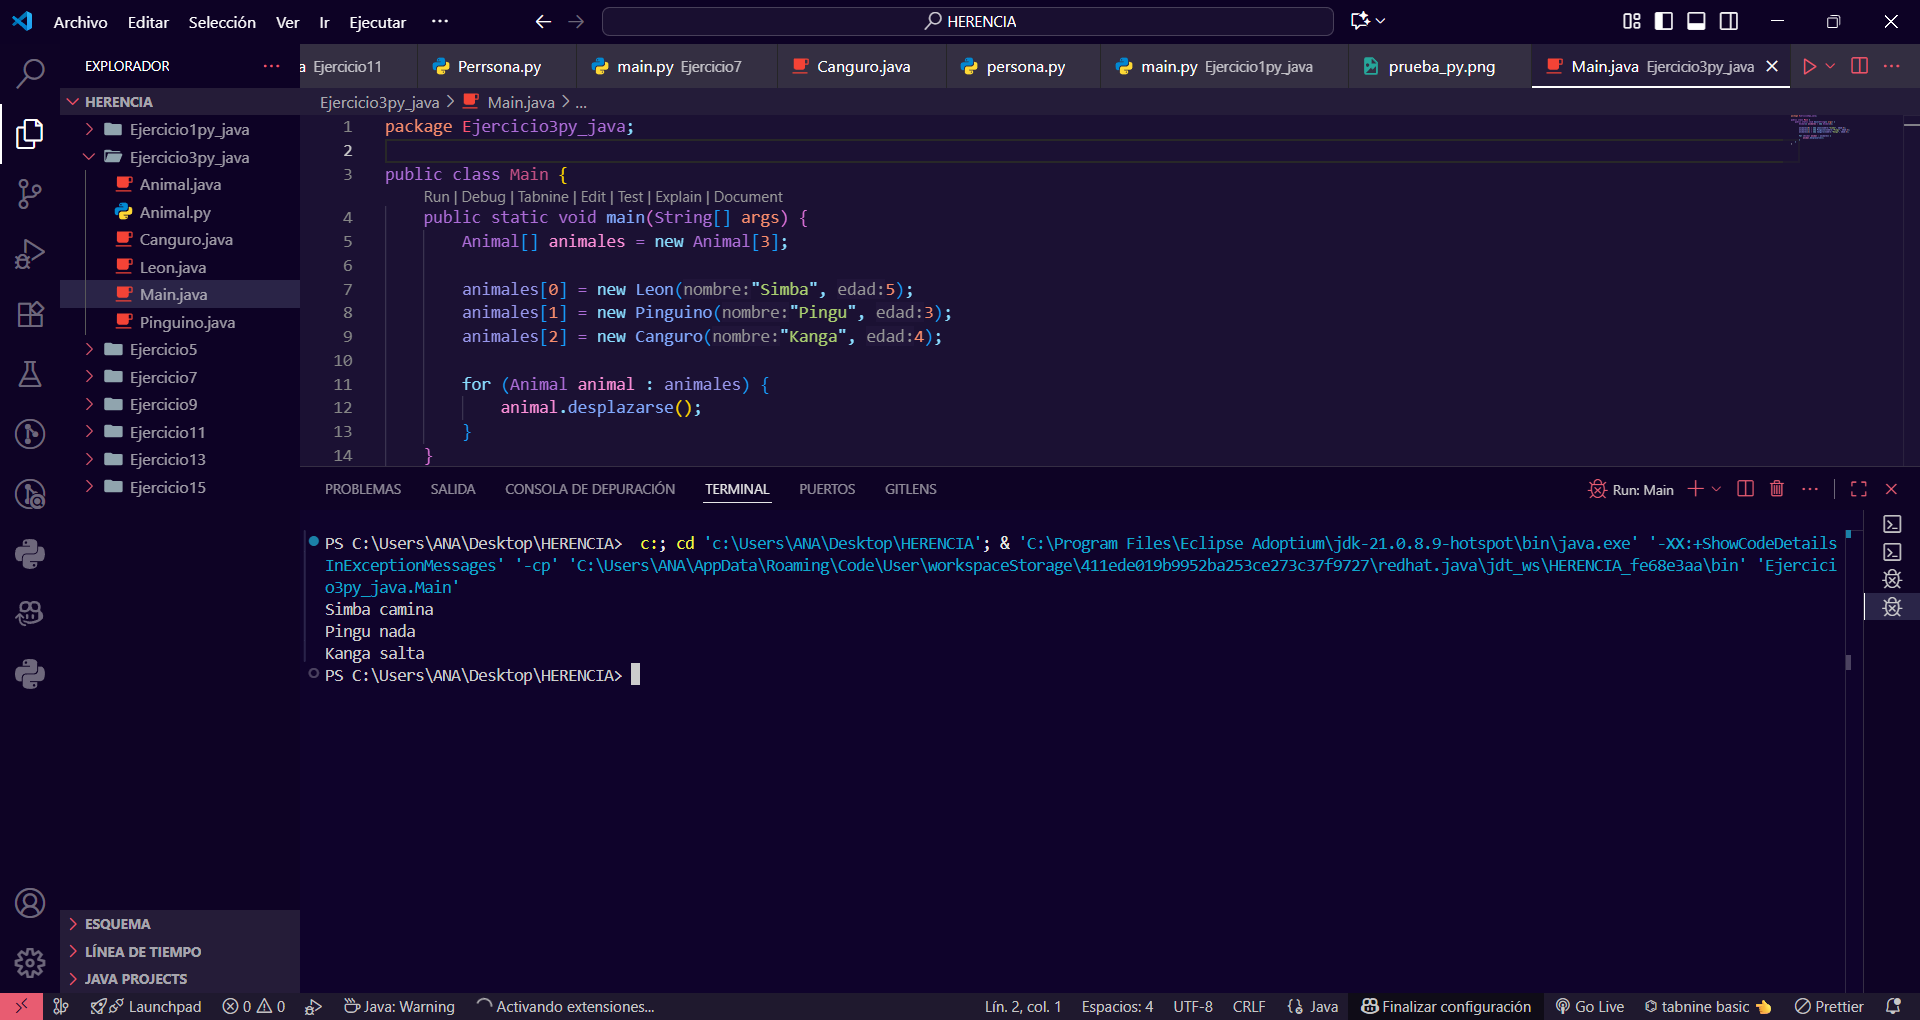 Archivo Editar Selección Ver Ir Ejecutar ···
HERENCIA
EXPLORADOR ···
Ejercicio11 Perrsona.py main.py Ejercicio7 Canguro.java persona.py main.py Ejercicio1py_java prueba_py.png Main.java Ejercicio3py_java
HERENCIA
Ejercicio1py_java
Ejercicio3py_java
Animal.java
Animal.py
Canguro.java
Leon.java
Main.java
Pinguino.java
Ejercicio5
Ejercicio7
Ejercicio9
Ejercicio11
Ejercicio13
Ejercicio15
ESQUEMA
LÍNEA DE TIEMPO
JAVA PROJECTS
Ejercicio3py_java > Main.java > ...
1 package Ejercicio3py_java;
2
3 public class Main {
Run | Debug | Tabnine | Edit | Test | Explain | Document
4 public static void main(String[] args) {
5 Animal[] animales = new Animal[3];
6
7 animales[0] = new Leon(nombre:"Simba", edad:5);
8 animales[1] = new Pinguino(nombre:"Pingu", edad:3);
9 animales[2] = new Canguro(nombre:"Kanga", edad:4);
10
11 for (Animal animal : animales) {
12 animal.desplazarse();
13 }
14 }
PROBLEMAS SALIDA CONSOLA DE DEPURACIÓN TERMINAL PUERTOS GITLENS
Run: Main
PS C:\Users\ANA\Desktop\HERENCIA> c:; cd 'c:\Users\ANA\Desktop\HERENCIA'; & 'C:\Program Files\Eclipse Adoptium\jdk-21.0.8.9-hotspot\bin\java.exe' '-XX:+ShowCodeDetails
InExceptionMessages' '-cp' 'C:\Users\ANA\AppData\Roaming\Code\User\workspaceStorage\411ede019b9952ba253ce273c37f9727\redhat.java\jdt_ws\HERENCIA_fe68e3aa\bin' 'Ejercici
o3py_java.Main'
Simba camina
Pingu nada
Kanga salta
PS C:\Users\ANA\Desktop\HERENCIA>
Launchpad 0 0 Java: Warning Activando extensiones... Lín. 2, col. 1 Espacios: 4 UTF-8 CRLF {} Java Finalizar configuración Go Live tabnine basic Prettier